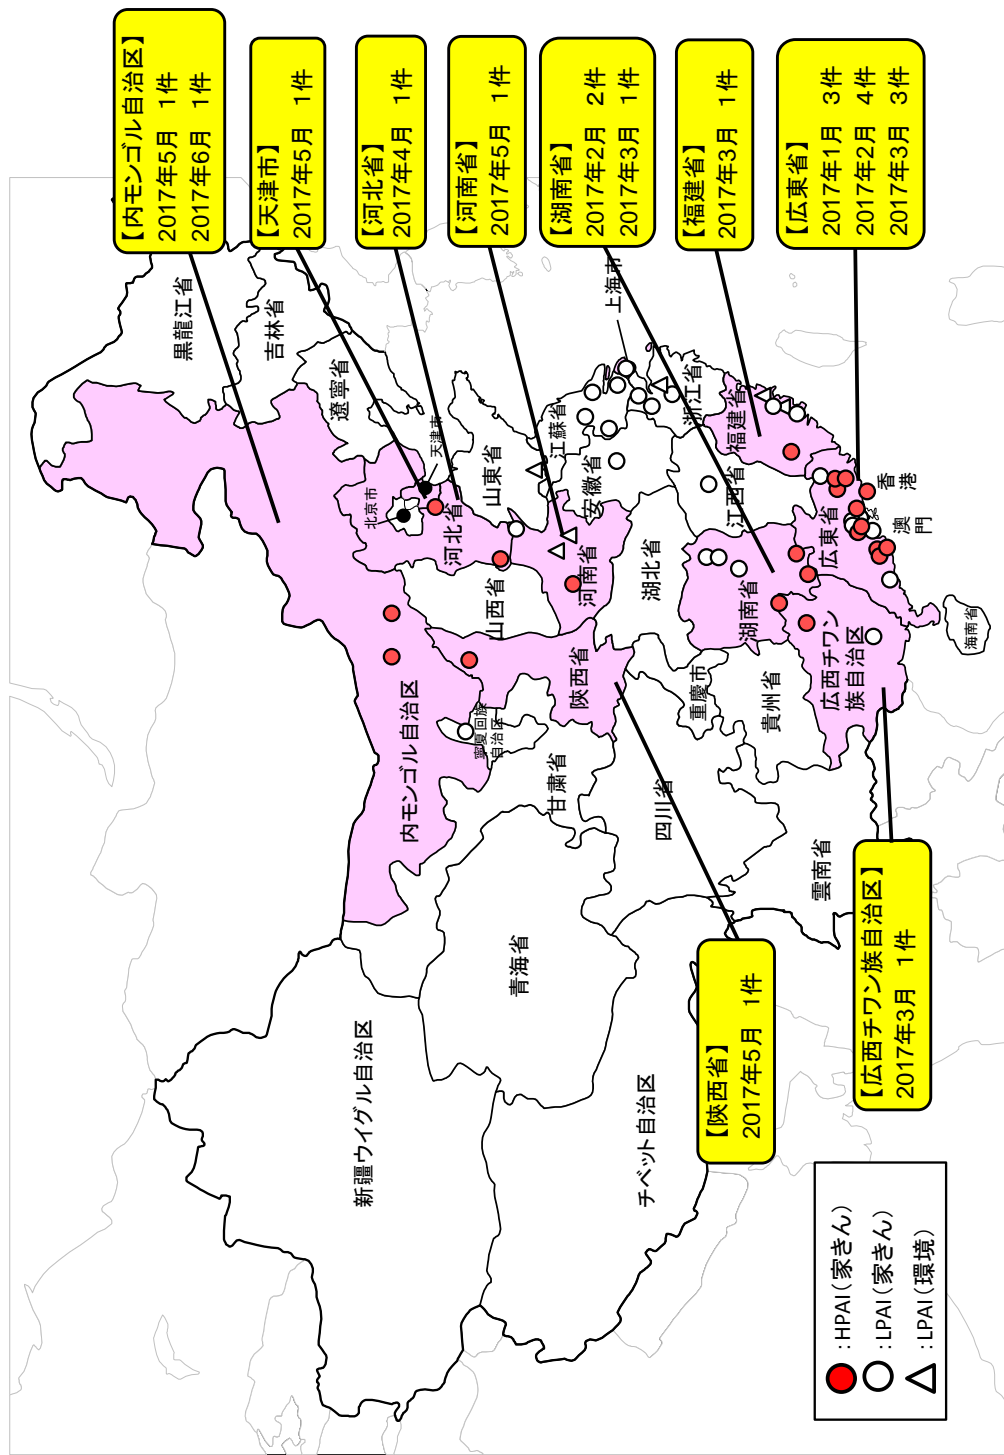 【内モンゴル自治区】
2017年5月 1件
2017年6月 1件
【天津市】
2017年5月 1件
【河北省】
2017年4月 1件
【河南省】
2017年5月 1件
【湖南省】
2017年2月 2件
2017年3月 1件
【福建省】
2017年3月 1件
【広東省】
2017年1月 3件
2017年2月 4件
2017年3月 3件
【陝西省】
2017年5月 1件
【広西チワン族自治区】
2017年3月 1件
黒龍江省
吉林省
遼寧省
北京市
天津市
河北省
山東省
山西省
内モンゴル自治区
寧夏回族
自治区
陝西省
河南省
江蘇省
安徽省
上海市
浙江省
福建省
江西省
湖北省
湖南省
重慶市
貴州省
広東省
香港
澳門
広西チワン
族自治区
海南省
甘粛省
四川省
雲南省
青海省
新疆ウイグル自治区
チベット自治区
:HPAI(家きん)
:LPAI(家きん)
:LPAI(環境)